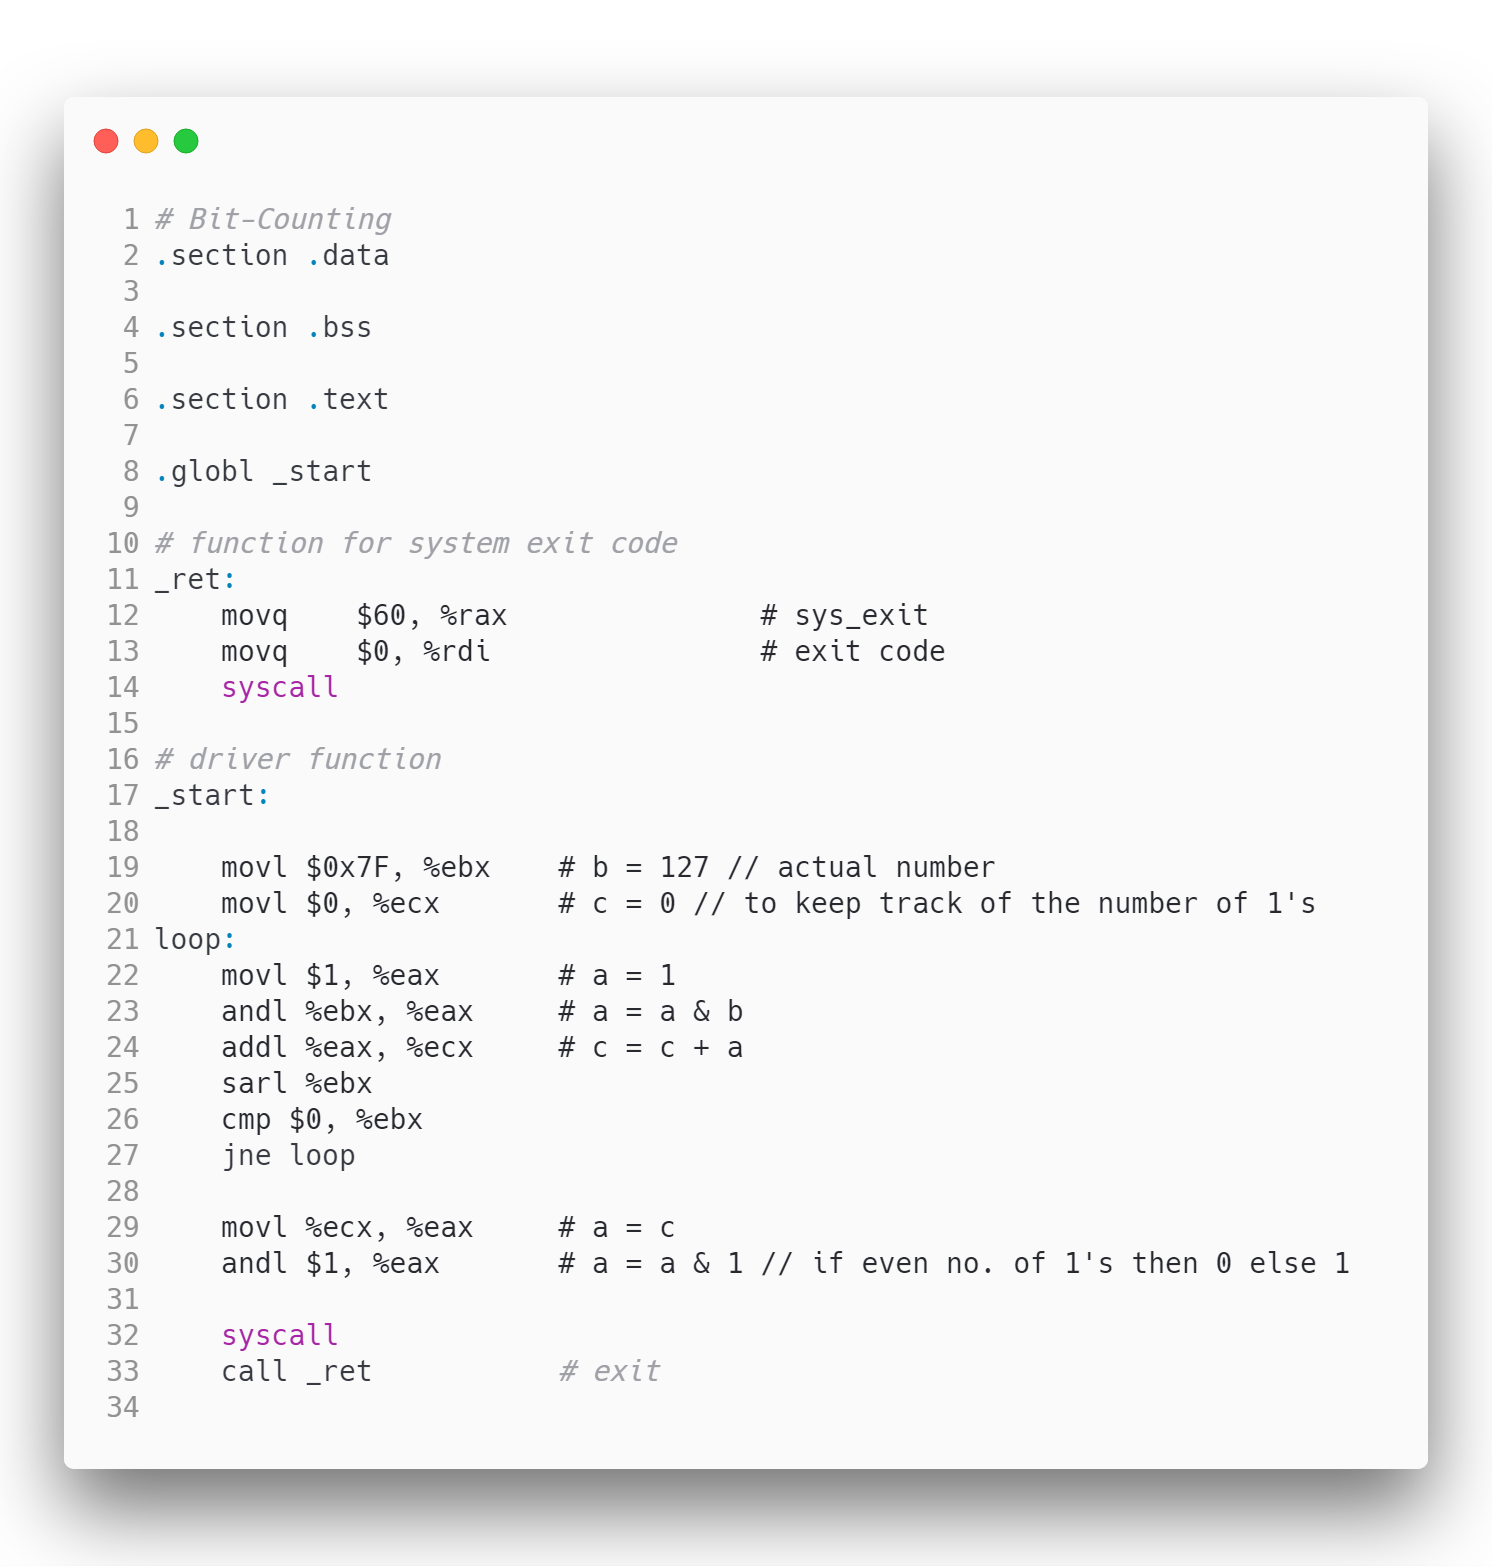 1 # Bit-Counting
2 .section .data
3
4 .section .bss
5
6 .section .text
7
8 .globl _start
9
10 # function for system exit code
11 _ret:
12     movq    $60, %rax               # sys_exit
13     movq    $0, %rdi                # exit code
14     syscall
15
16 # driver function
17 _start:
18
19     movl $0x7F, %ebx    # b = 127 // actual number
20     movl $0, %ecx       # c = 0 // to keep track of the number of 1's
21 loop:
22     movl $1, %eax       # a = 1
23     andl %ebx, %eax     # a = a & b
24     addl %eax, %ecx     # c = c + a
25     sarl %ebx
26     cmp $0, %ebx
27     jne loop
28
29     movl %ecx, %eax     # a = c
30     andl $1, %eax       # a = a & 1 // if even no. of 1's then 0 else 1
31
32     syscall
33     call _ret           # exit
34